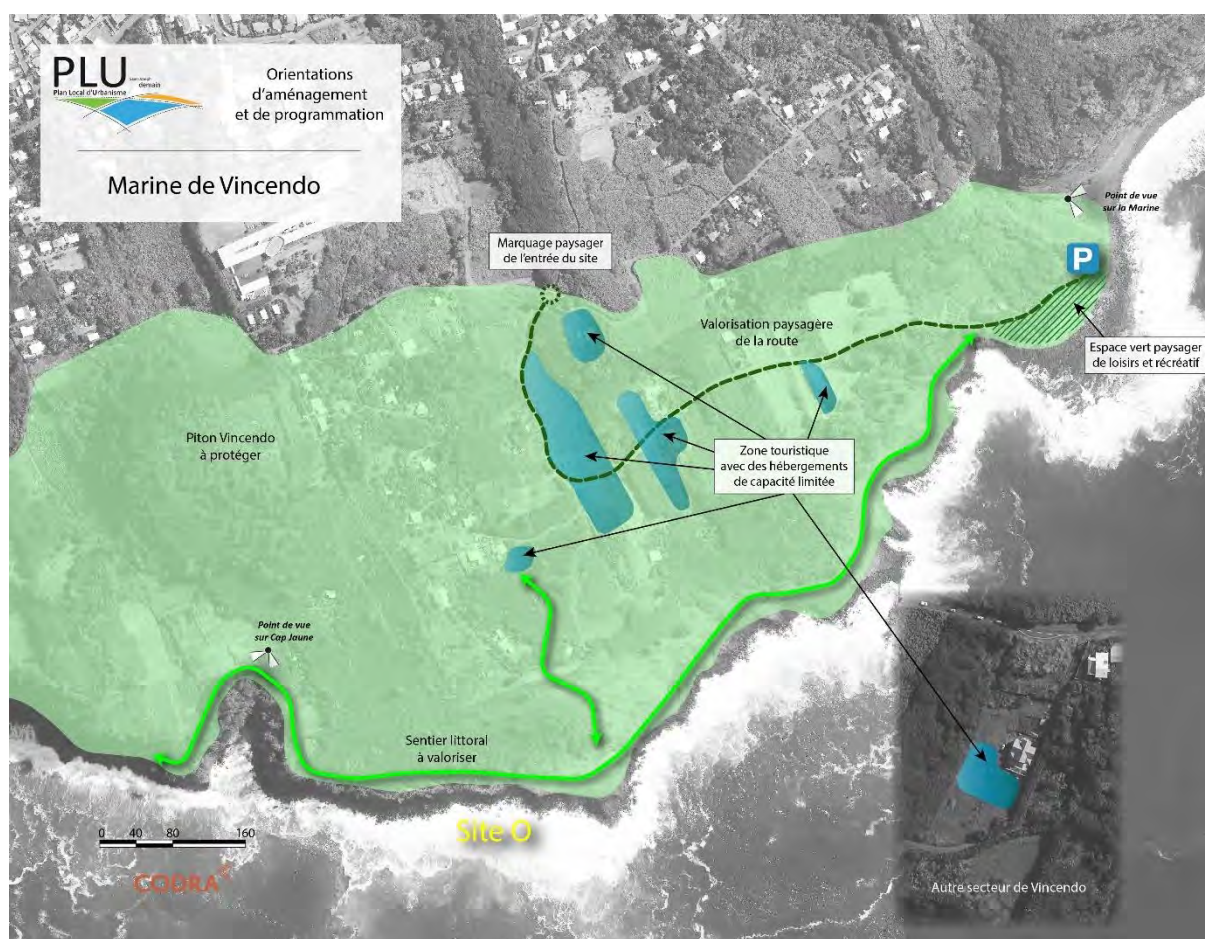 PLU
demain
Plan Local d'Urbanisme
Orientations
d'aménagement
et de programmation
Marine de Vincendo
Point de vue
sur la Marine
Marquage paysager
de l'entrée du site
P
Valorisation paysagère
de la route
Espace vert paysager
de loisirs et récréatif
Piton Vincendo
à protéger
Zone touristique
avec des hébergements
de capacité limitée
Point de vue
sur Cap Jaune
Sentier littoral
à valoriser
Site O
0 40 80 160
CODRA
Autre secteur de Vincendo